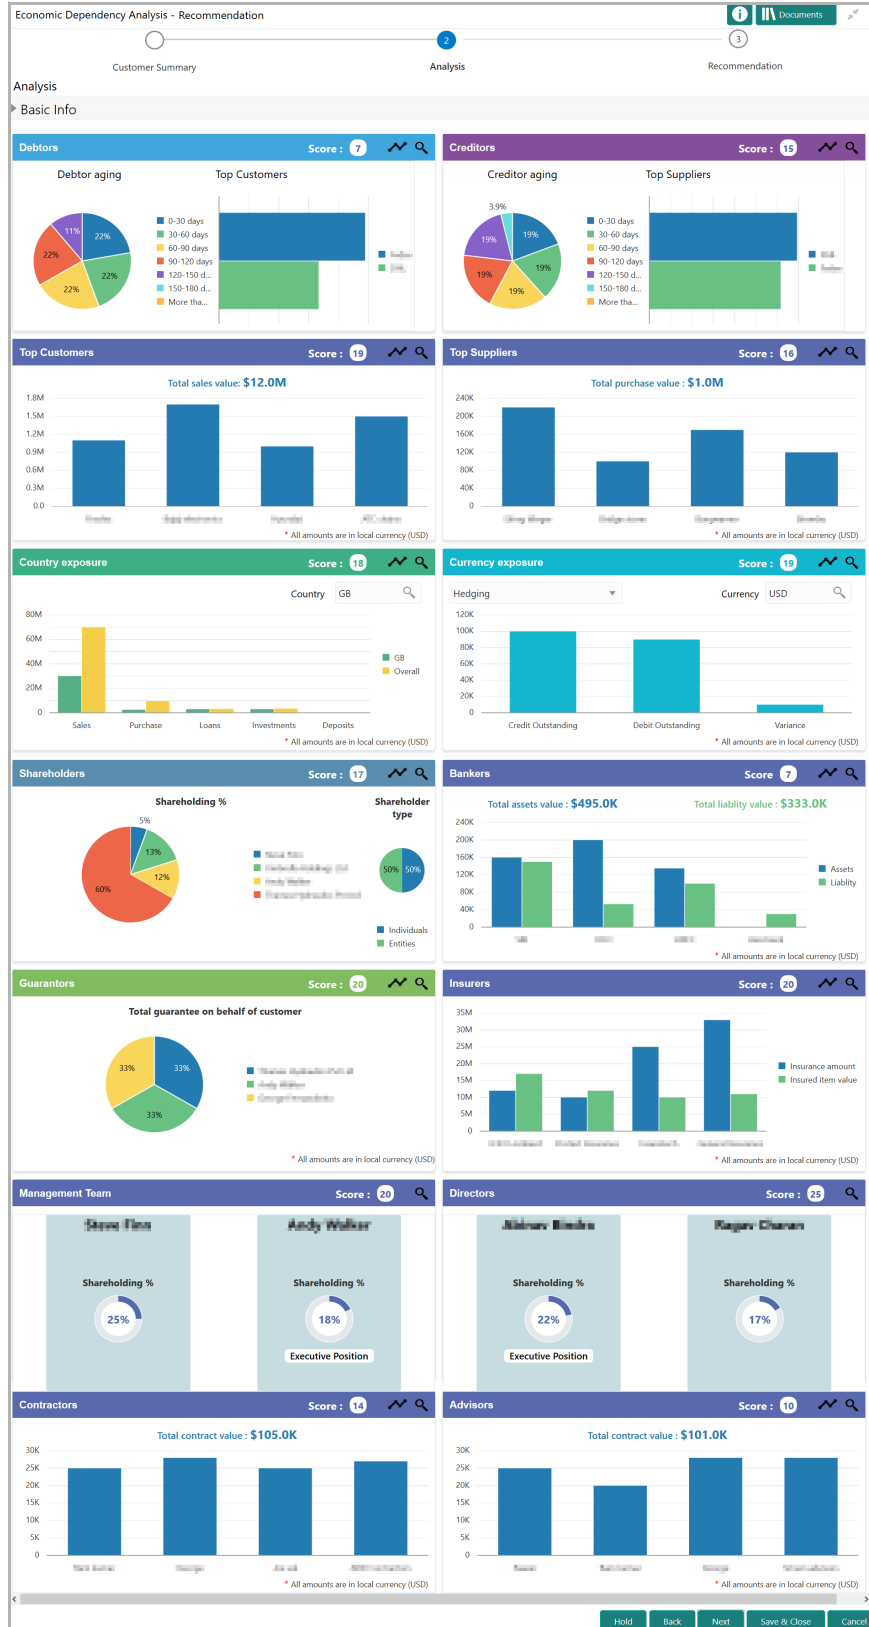 Economic Dependency Analysis - Recommendation
i
Documents
2
3
Customer Summary
Analysis
Recommendation
Analysis
Basic Info
Debtors
Score : 7
Debtor aging
Top Customers
22%
22%
22%
22%
11%
0-30 days
30-60 days
60-90 days
90-120 days
120-150 d...
150-180 d...
More tha...
Creditors
Score : 15
Creditor aging
Top Suppliers
3.9%
19%
19%
19%
19%
19%
0-30 days
30-60 days
60-90 days
90-120 days
120-150 d...
150-180 d...
More tha...
Top Customers
Score : 19
Total sales value: $12.0M
1.8M
1.5M
1.2M
0.9M
0.6M
0.3M
0.0
* All amounts are in local currency (USD)
Top Suppliers
Score : 16
Total purchase value : $1.0M
240K
200K
160K
120K
80K
40K
0
* All amounts are in local currency (USD)
Country exposure
Score : 18
Country GB
80M
60M
40M
20M
0
Sales
Purchase
Loans
Investments
Deposits
GB
Overall
* All amounts are in local currency (USD)
Currency exposure
Score : 19
Hedging
Currency USD
120K
100K
80K
60K
40K
20K
0
Credit Outstanding
Debit Outstanding
Variance
* All amounts are in local currency (USD)
Shareholders
Score : 17
Shareholding %
5%
13%
12%
60%
Shareholder
type
50%
50%
Individuals
Entities
Bankers
Score 7
Total assets value : $495.0K
Total liablity value : $333.0K
240K
200K
160K
120K
80K
40K
0
Assets
Liablity
* All amounts are in local currency (USD)
Guarantors
Score : 20
Total guarantee on behalf of customer
33%
33%
33%
* All amounts are in local currency (USD)
Insurers
Score : 20
35M
30M
25M
20M
15M
10M
5M
0
Insurance amount
Insured item value
* All amounts are in local currency (USD)
Management Team
Score : 20
Shareholding %
25%
Shareholding %
18%
Executive Position
Directors
Score : 25
Shareholding %
22%
Executive Position
Shareholding %
17%
Contractors
Score : 14
Total contract value : $105.0K
30K
25K
20K
15K
10K
5K
0
* All amounts are in local currency (USD)
Advisors
Score : 10
Total contract value : $101.0K
30K
25K
20K
15K
10K
5K
0
* All amounts are in local currency (USD)
Hold
Back
Next
Save & Close
Cancel